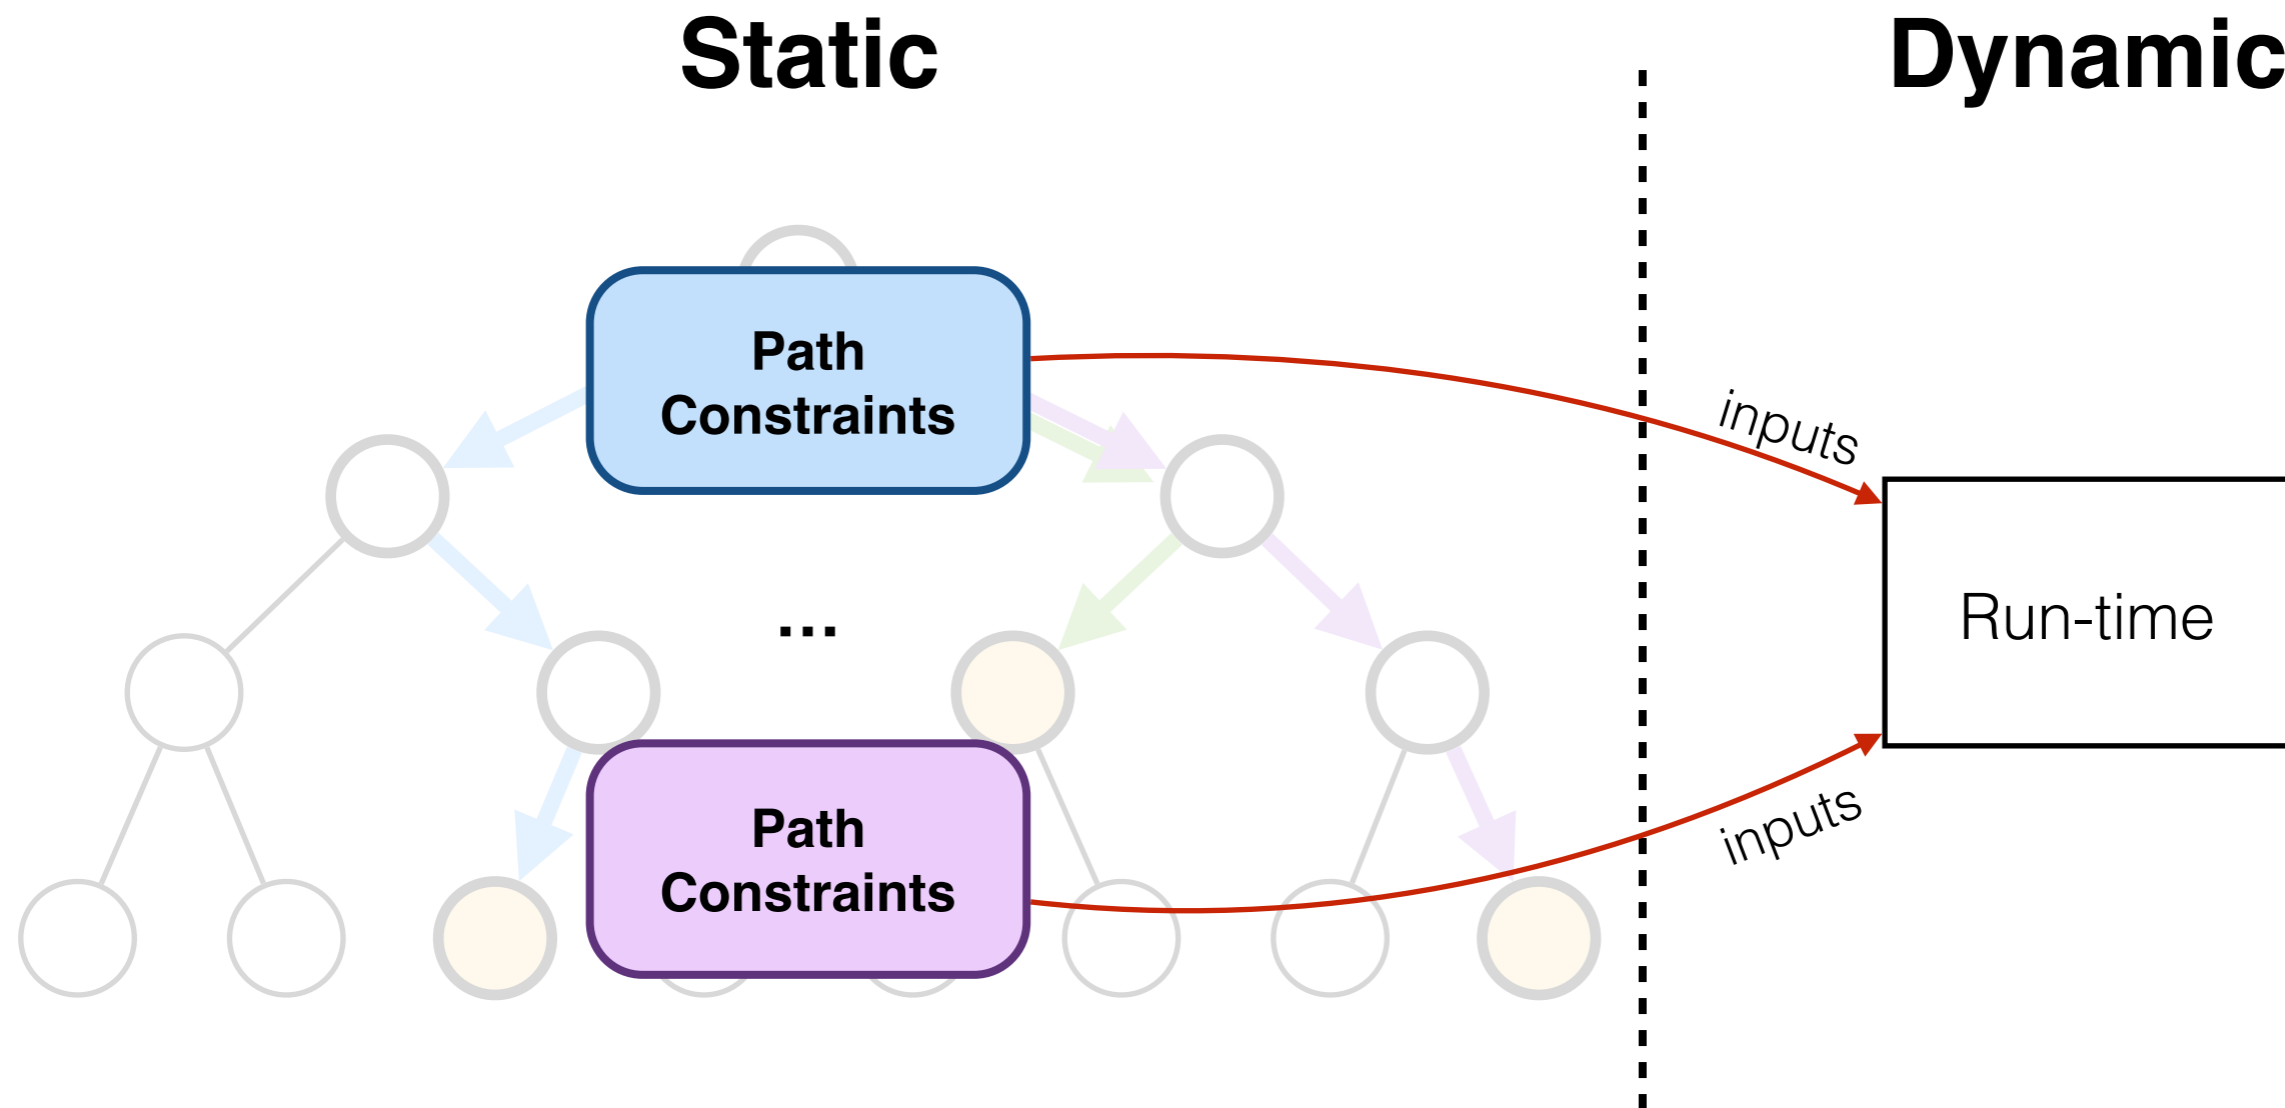 Static
Dynamic
Path
Constraints
inputs
Run-time
...
Path
Constraints
inputs